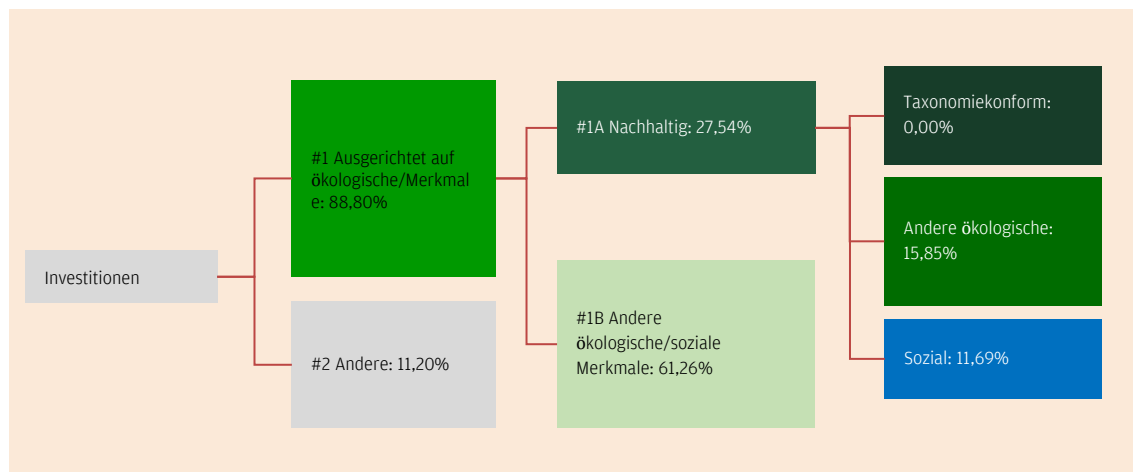 Investitionen
#1 Ausgerichtet auf
ökologische/Merkmal
e: 88,80%
#2 Andere: 11,20%
#1A Nachhaltig: 27,54%
#1B Andere
ökologische/soziale
Merkmale: 61,26%
Taxonomiekonform:
0,00%
Andere ökologische:
15,85%
Sozial: 11,69%